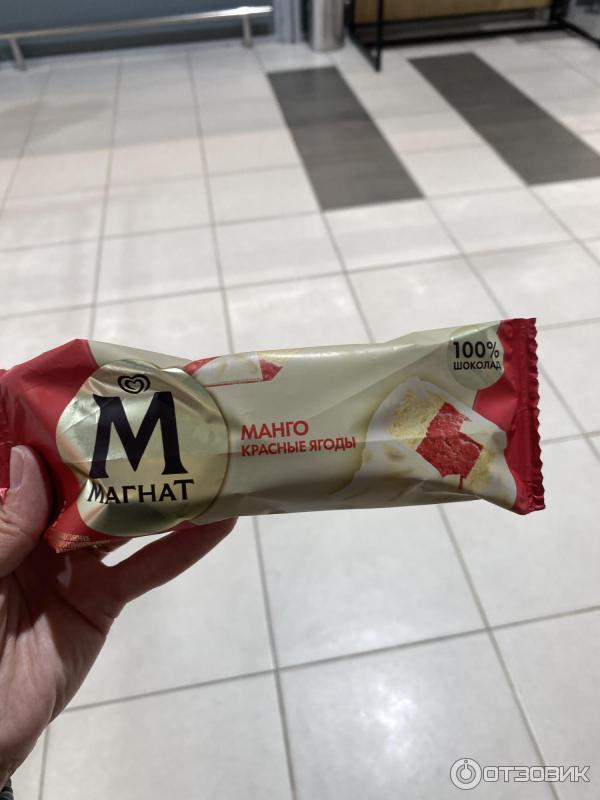 100%
ШОКОЛАД
М
МАГНАТ
МАНГО
КРАСНЫЕ ЯГОДЫ
ОТЗОВИК